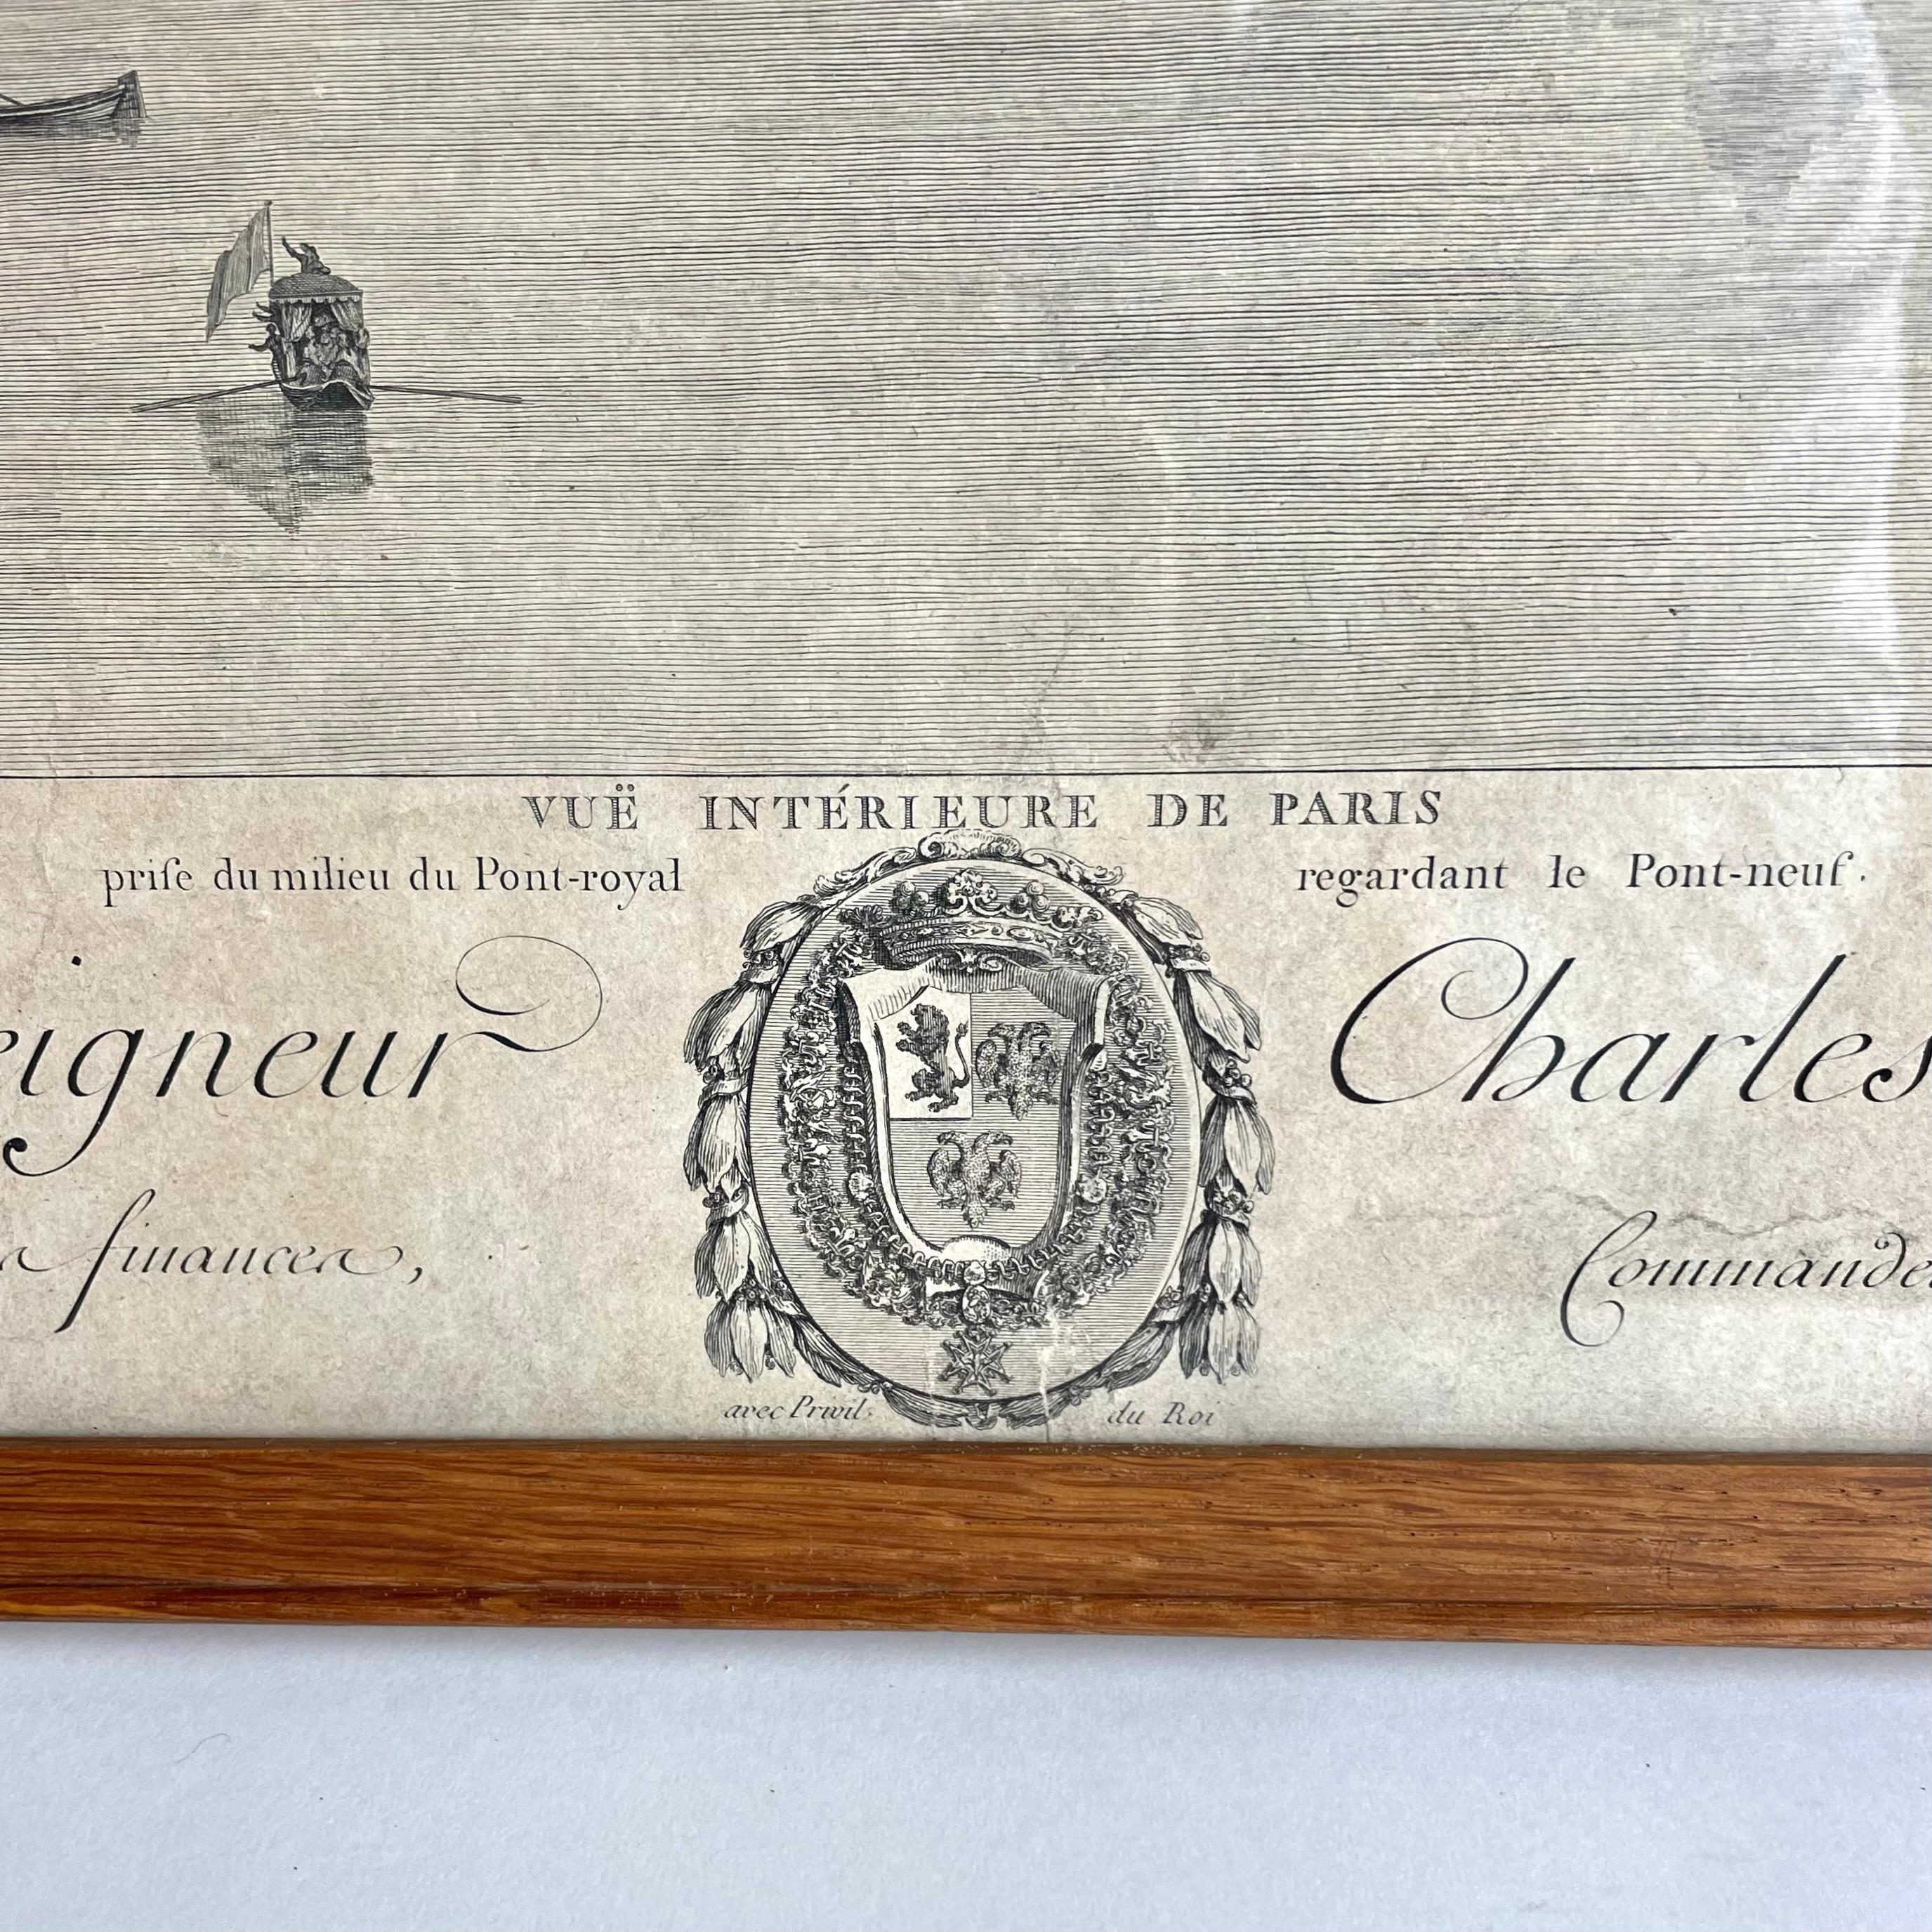 VUË INTÉRIEURE DE PARIS
priſe du milieu du Pont-royal regardant le Pont-neuf.
eigneur Charles
finances, Commande
avec Privil. du Roi